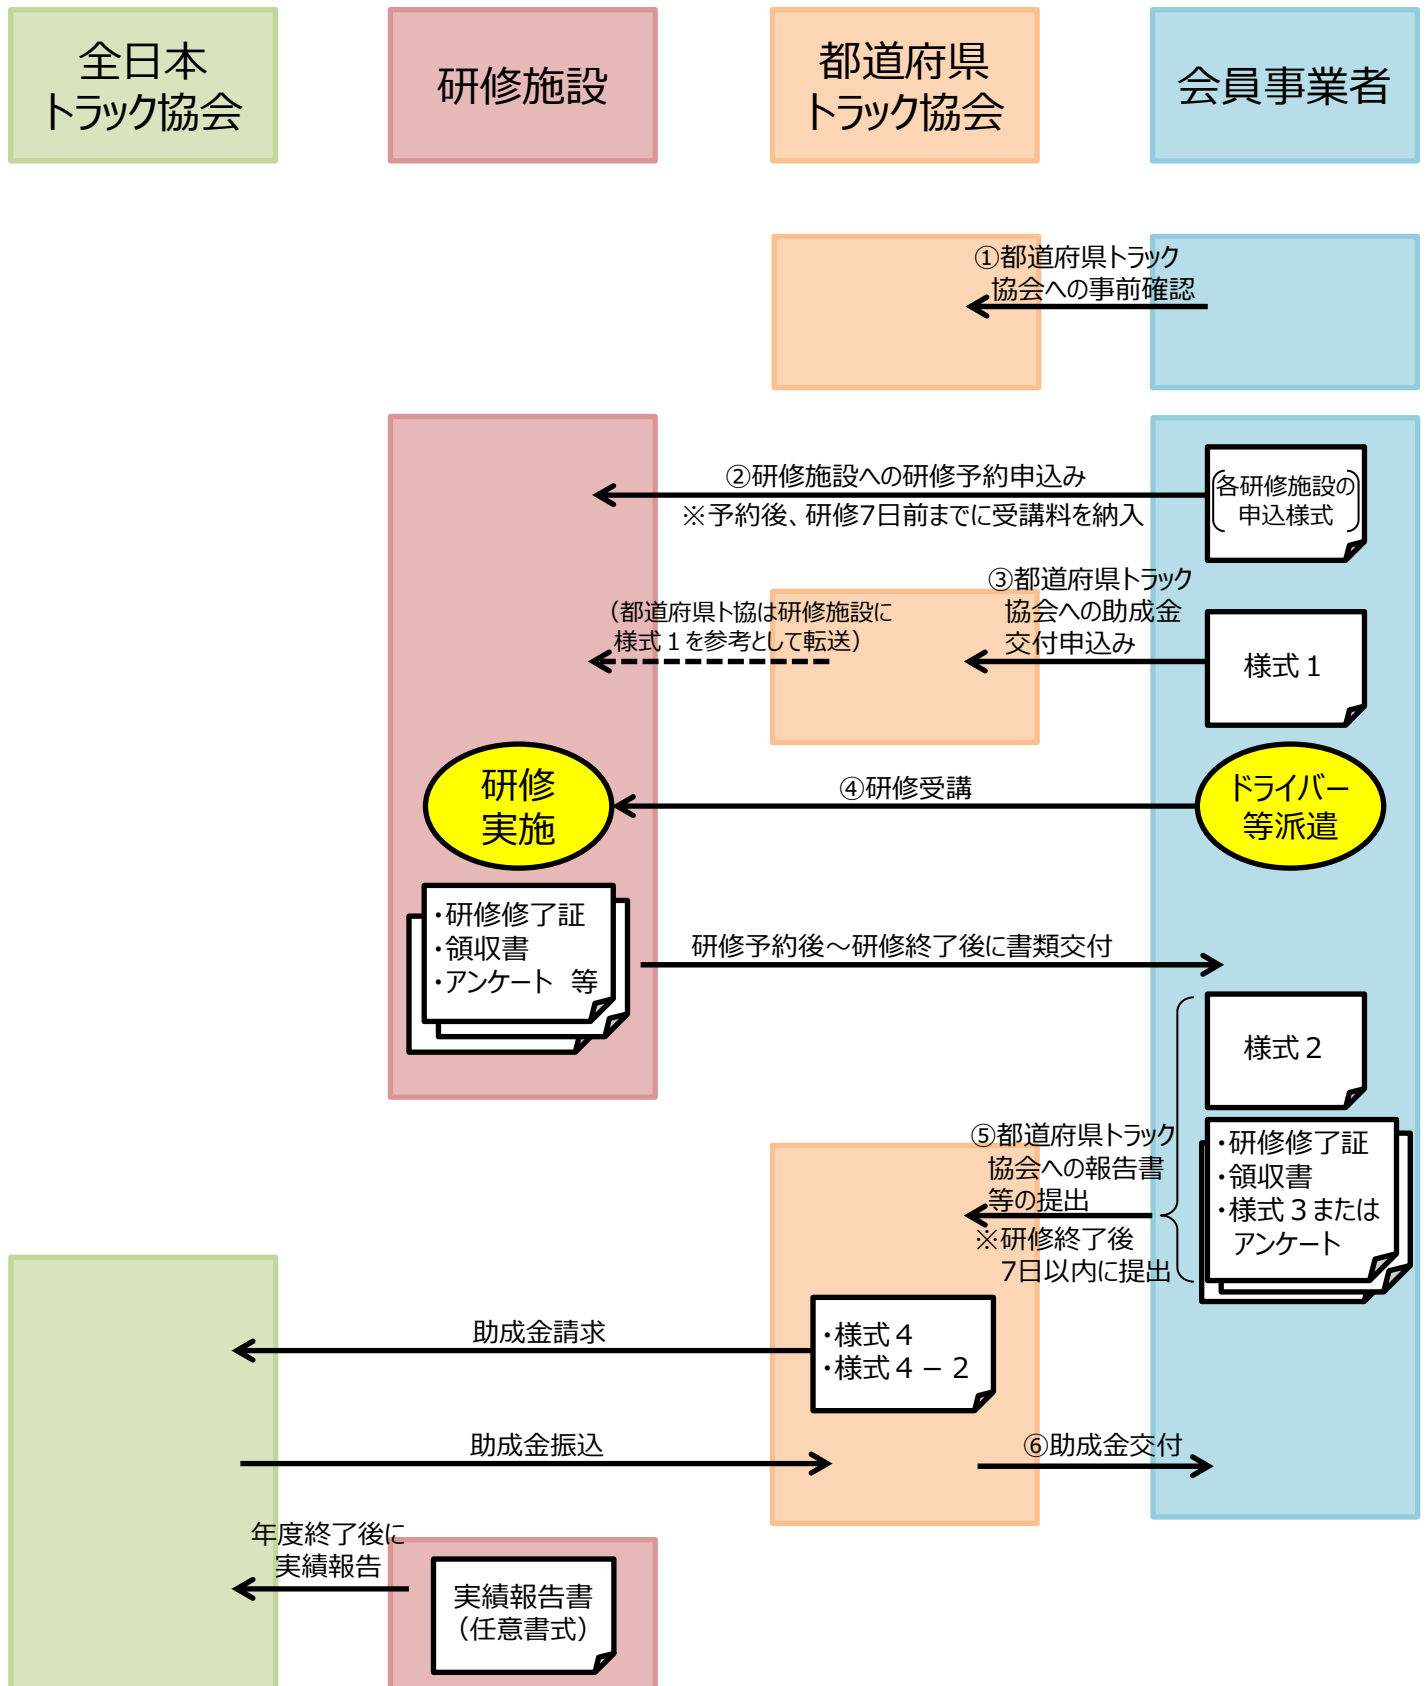 全日本
トラック協会
研修施設
都道府県
トラック協会
会員事業者
①都道府県トラック
協会への事前確認
②研修施設への研修予約申込み
※予約後、研修7日前までに受講料を納入
各研修施設の
申込様式
③都道府県トラック
協会への助成金
交付申込み
（都道府県ト協は研修施設に
様式１を参考として転送）
様式１
研修
実施
④研修受講
ドライバー
等派遣
・研修修了証
・領収書
・アンケート　等
研修予約後～研修終了後に書類交付
様式２
⑤都道府県トラック
協会への報告書
等の提出
※研修終了後
7日以内に提出
・研修修了証
・領収書
・様式３または
アンケート
助成金請求
・様式４
・様式４－２
助成金振込
⑥助成金交付
年度終了後に
実績報告
実績報告書
（任意書式）